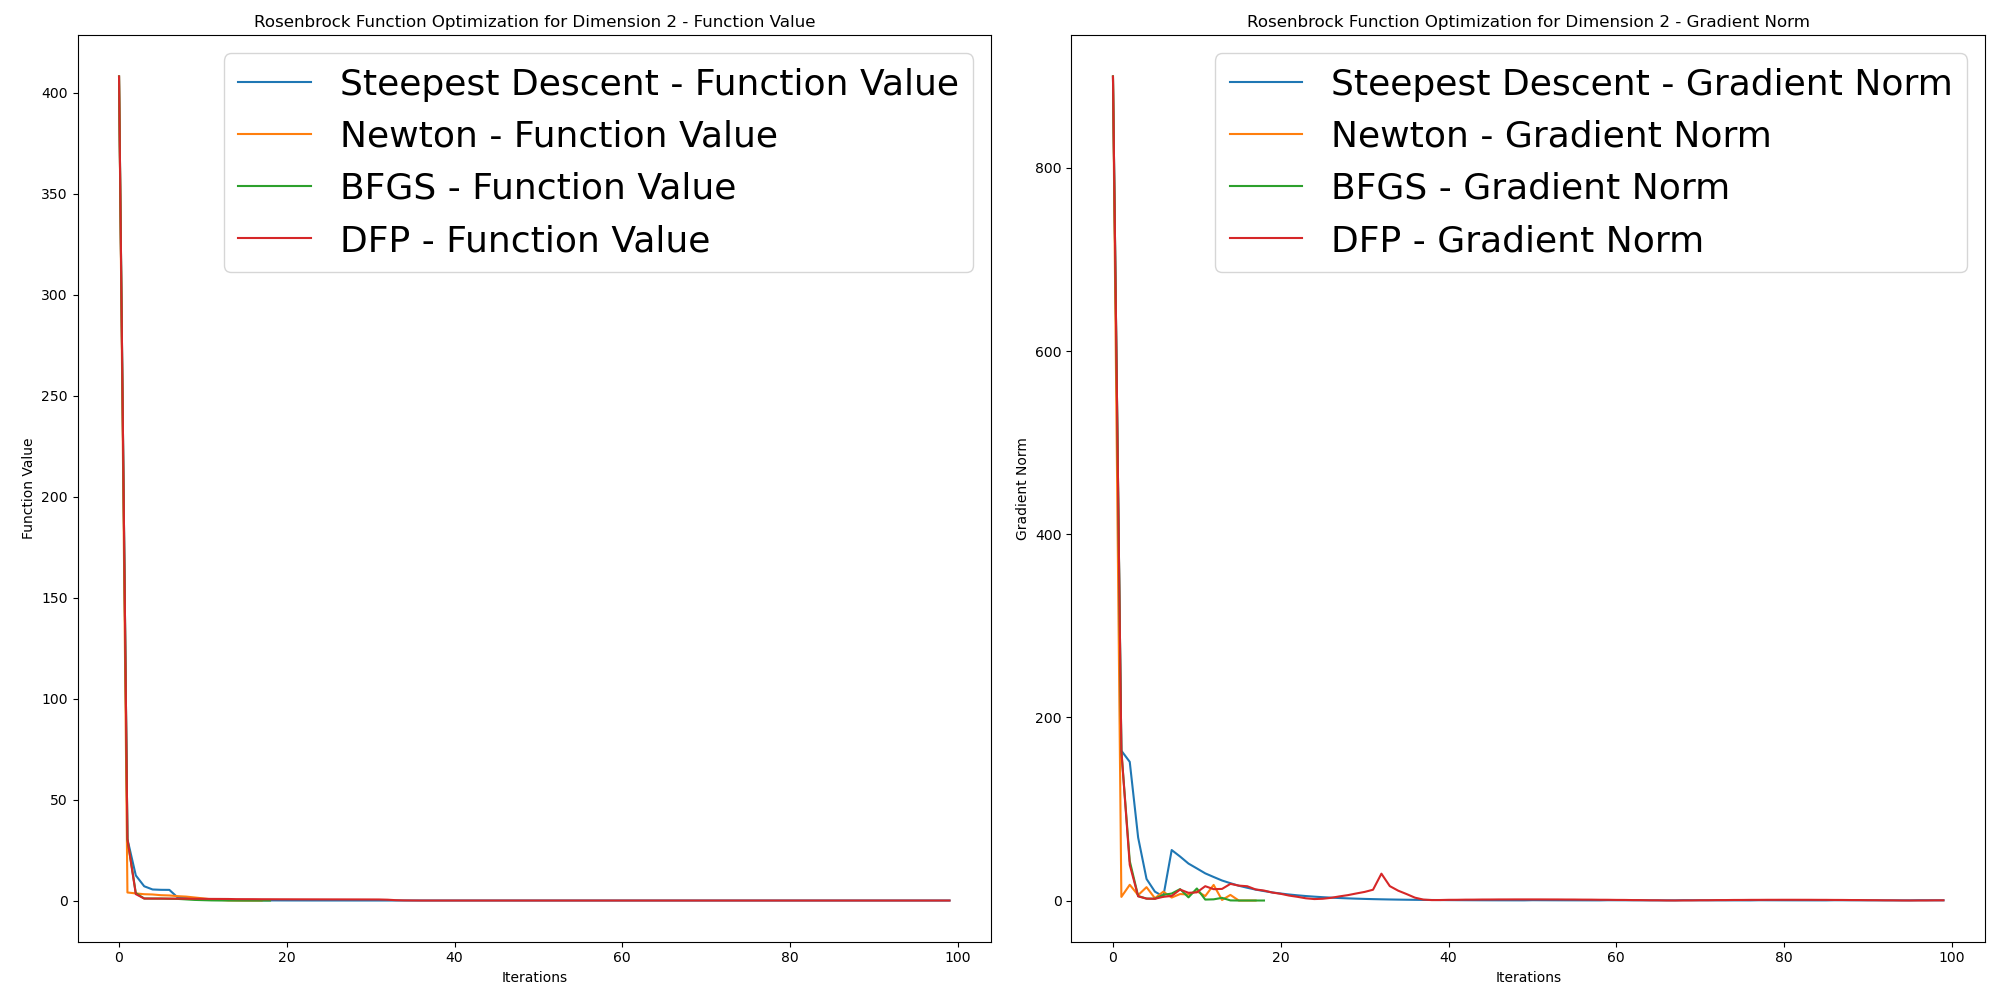 Rosenbrock Function Optimization for Dimension 2 - Function Value
Steepest Descent - Function Value
Newton - Function Value
BFGS - Function Value
DFP - Function Value
Function Value
400
350
300
250
200
150
100
50
0
0 20 40 60 80 100
Iterations
Rosenbrock Function Optimization for Dimension 2 - Gradient Norm
Steepest Descent - Gradient Norm
Newton - Gradient Norm
BFGS - Gradient Norm
DFP - Gradient Norm
Gradient Norm
800
600
400
200
0
0 20 40 60 80 100
Iterations